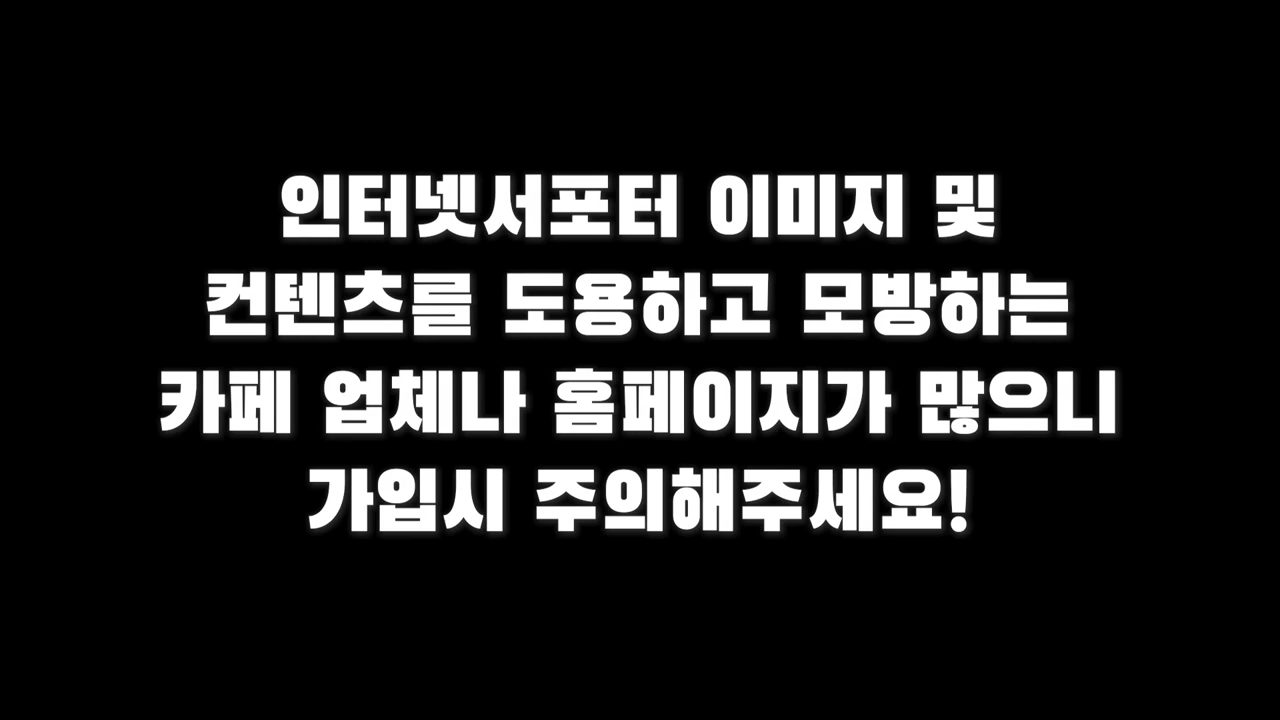 인터넷서포터 이미지 및
컨텐츠를 도용하고 모방하는
카페 업체나 홈페이지가 많으니
가입시 주의해주세요!